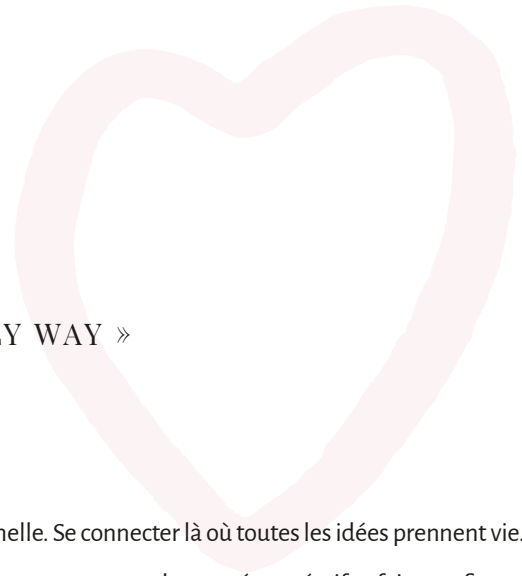 Y WAY »
nelle. Se connecter là où toutes les idées prennent vie.